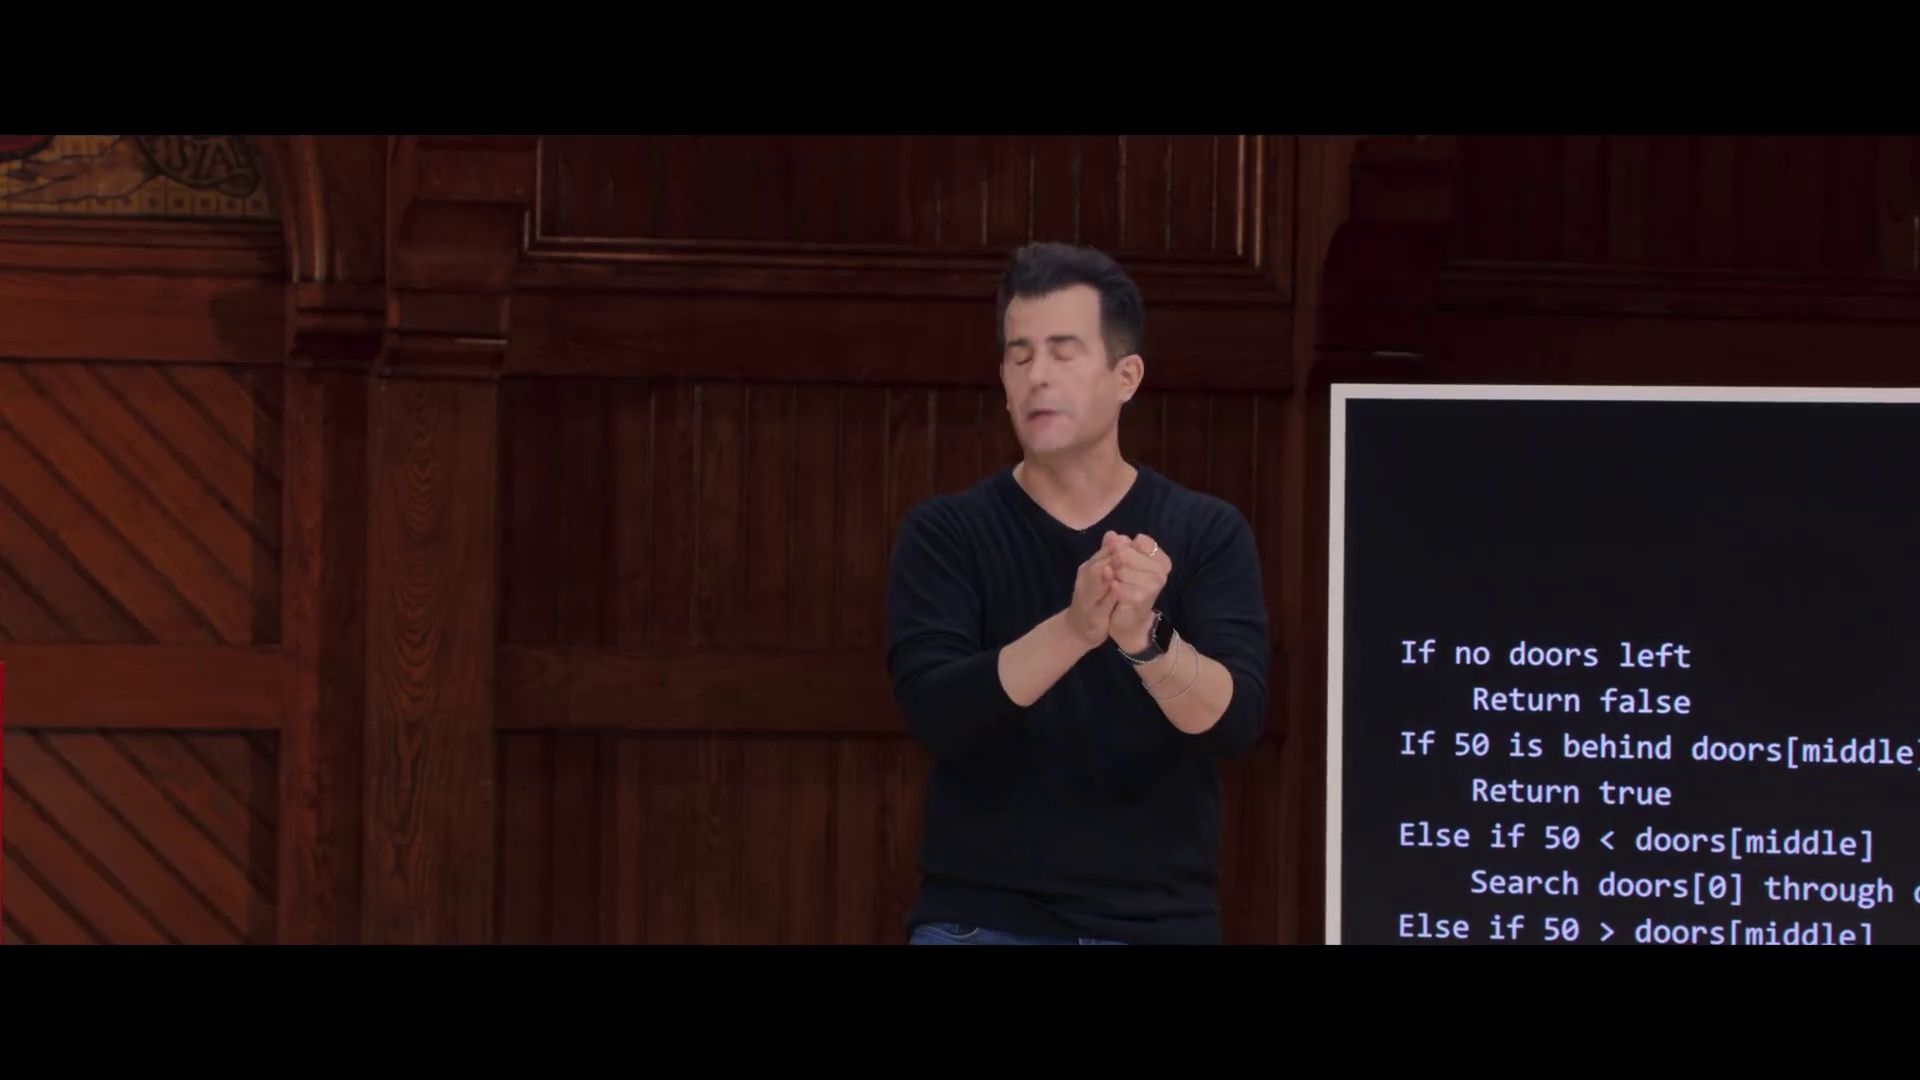 If no doors left
Return false
If 50 is behind doors[middle]
Return true
Else if 50 < doors[middle]
Search doors[0] through
Else if 50 > doors[middle]